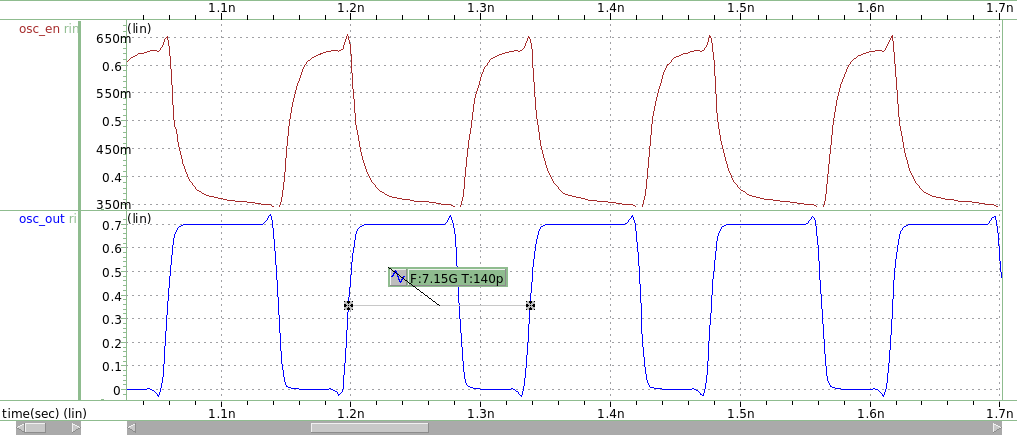 1.1n 1.2n 1.3n 1.4n 1.5n 1.6n 1.7n
osc_en rin (lin)
650m
0.6
550m
0.5
450m
0.4
350m
osc_out ri (lin)
0.7
0.6
0.5
F:7.15G T:140p
0.4
0.3
0.2
0.1
0
time(sec) (lin) 1.1n 1.2n 1.3n 1.4n 1.5n 1.6n 1.7n